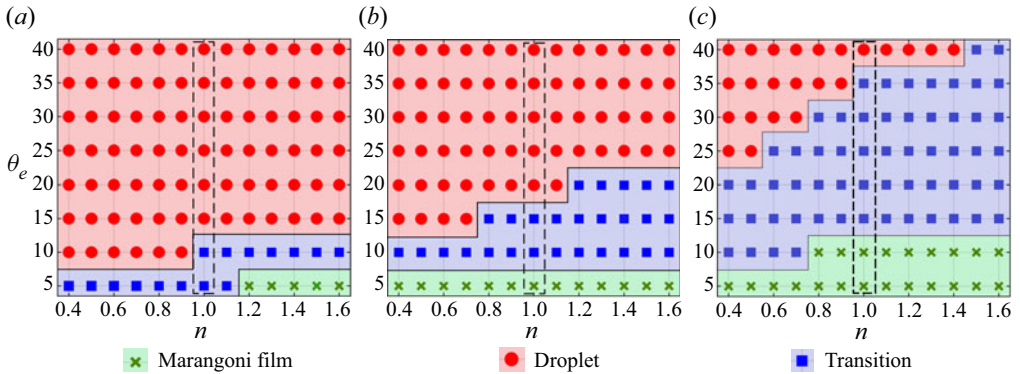 (a) (b) (c)
40 40 40
35 35 35
30 30 30
25 25 25
θe
20 20 20
15 15 15
10 10 10
5 5 5
0.4 0.6 0.8 1.0 1.2 1.4 1.6 0.4 0.6 0.8 1.0 1.2 1.4 1.6 0.4 0.6 0.8 1.0 1.2 1.4 1.6
n n n
Marangoni film Droplet Transition